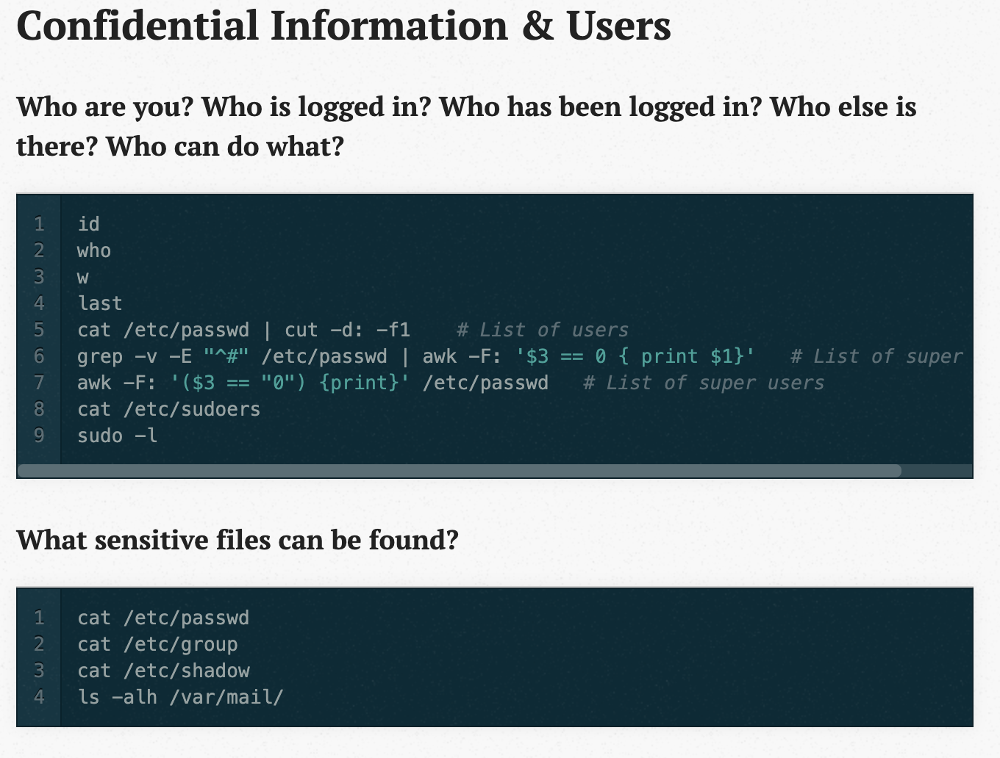 Confidential Information & Users
Who are you? Who is logged in? Who has been logged in? Who else is
there? Who can do what?
1 id
2 who
3 w
4 last
5 cat /etc/passwd | cut -d: -f1    # List of users
6 grep -v -E "^#" /etc/passwd | awk -F: '$3 == 0 { print $1}'   # List of super
7 awk -F: '($3 == "0") {print}' /etc/passwd   # List of super users
8 cat /etc/sudoers
9 sudo -l
What sensitive files can be found?
1 cat /etc/passwd
2 cat /etc/group
3 cat /etc/shadow
4 ls -alh /var/mail/